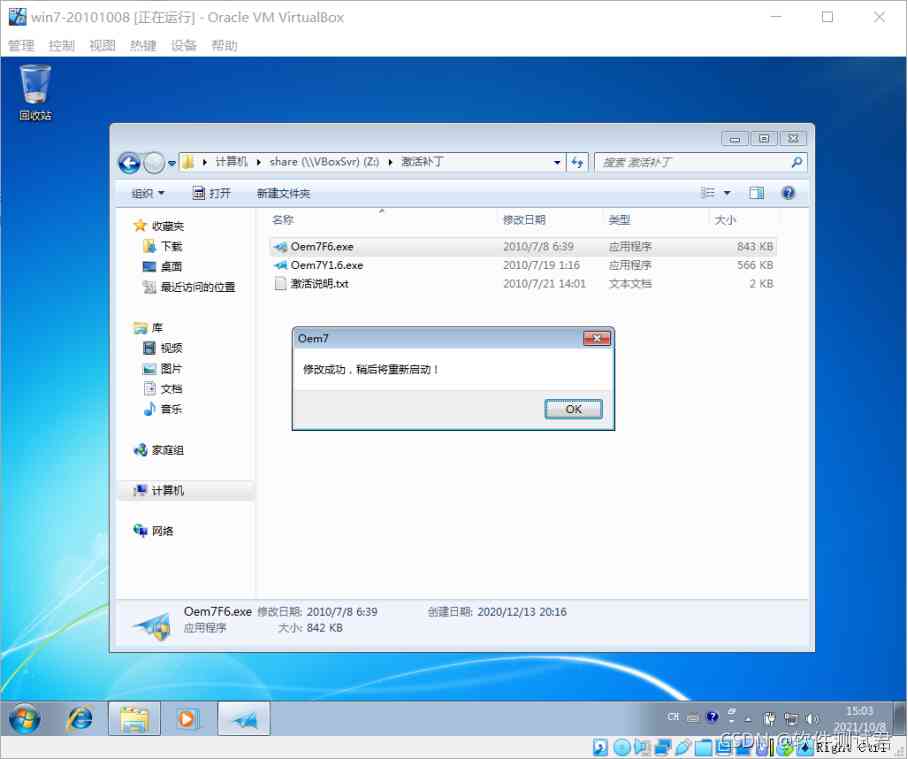 win7-20101008 [正在运行] - Oracle VM VirtualBox
管理 控制 视图 热键 设备 帮助
回收站
计算机 share (\\VBoxSvr) (Z:) 激活补丁 搜索 激活补丁
组织 打开 新建文件夹
名称 修改日期 类型 大小
收藏夹
下载
桌面
最近访问的位置
库
视频
图片
文档
音乐
家庭组
计算机
网络
Oem7F6.exe 2010/7/8 6:39 应用程序 843 KB
Oem7Y1.6.exe 2010/7/19 1:16 应用程序 566 KB
激活说明.txt 2010/7/21 14:01 文本文档 2 KB
Oem7
修改成功，稍后将重新启动！
OK
Oem7F6.exe 修改日期: 2010/7/8 6:39 创建日期: 2020/12/13 20:16
应用程序 大小: 842 KB
CH
15:03
2021/10/8
CSDN @软件测试君
Right Ctrl